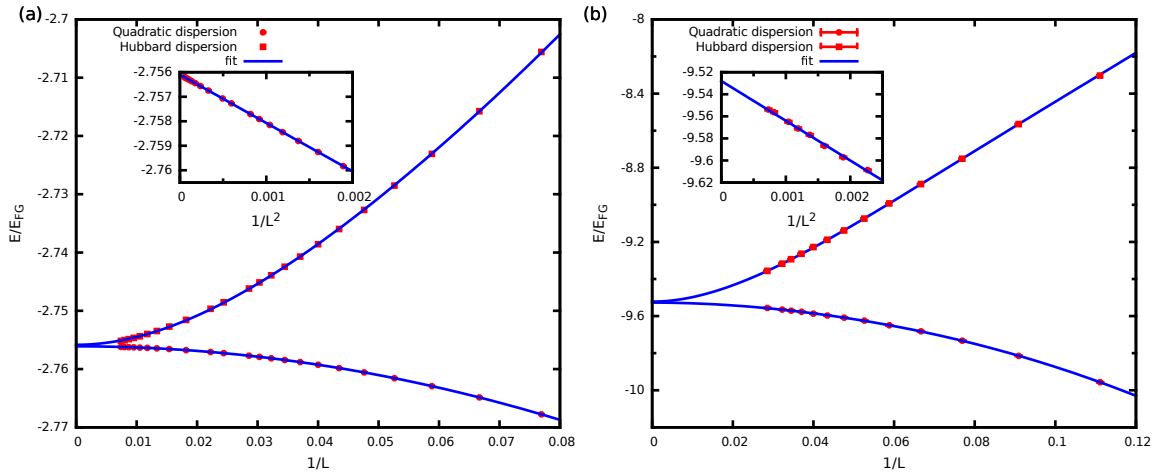 (a)
-2.7
-2.71
-2.72
-2.73
-2.74
-2.75
-2.76
-2.77
E/E_FG
0 0.01 0.02 0.03 0.04 0.05 0.06 0.07 0.08
1/L
Quadratic dispersion
Hubbard dispersion
fit
-2.756
-2.757
-2.758
-2.759
-2.76
0 0.001 0.002
1/L^2
(b)
-8
-8.4
-8.8
-9.2
-9.6
-10
E/E_FG
0 0.02 0.04 0.06 0.08 0.1 0.12
1/L
Quadratic dispersion
Hubbard dispersion
fit
-9.52
-9.54
-9.56
-9.58
-9.6
-9.62
0 0.001 0.002
1/L^2